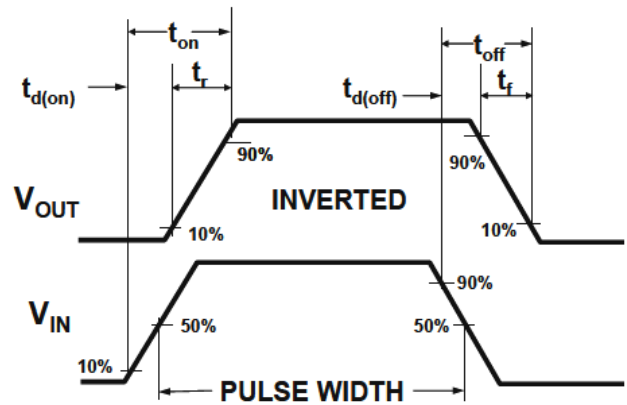 t_on
t_off
t_d(on)
t_r
t_d(off)
t_f
90%
90%
V_OUT
INVERTED
10%
10%
90%
V_IN
50%
50%
10%
PULSE WIDTH